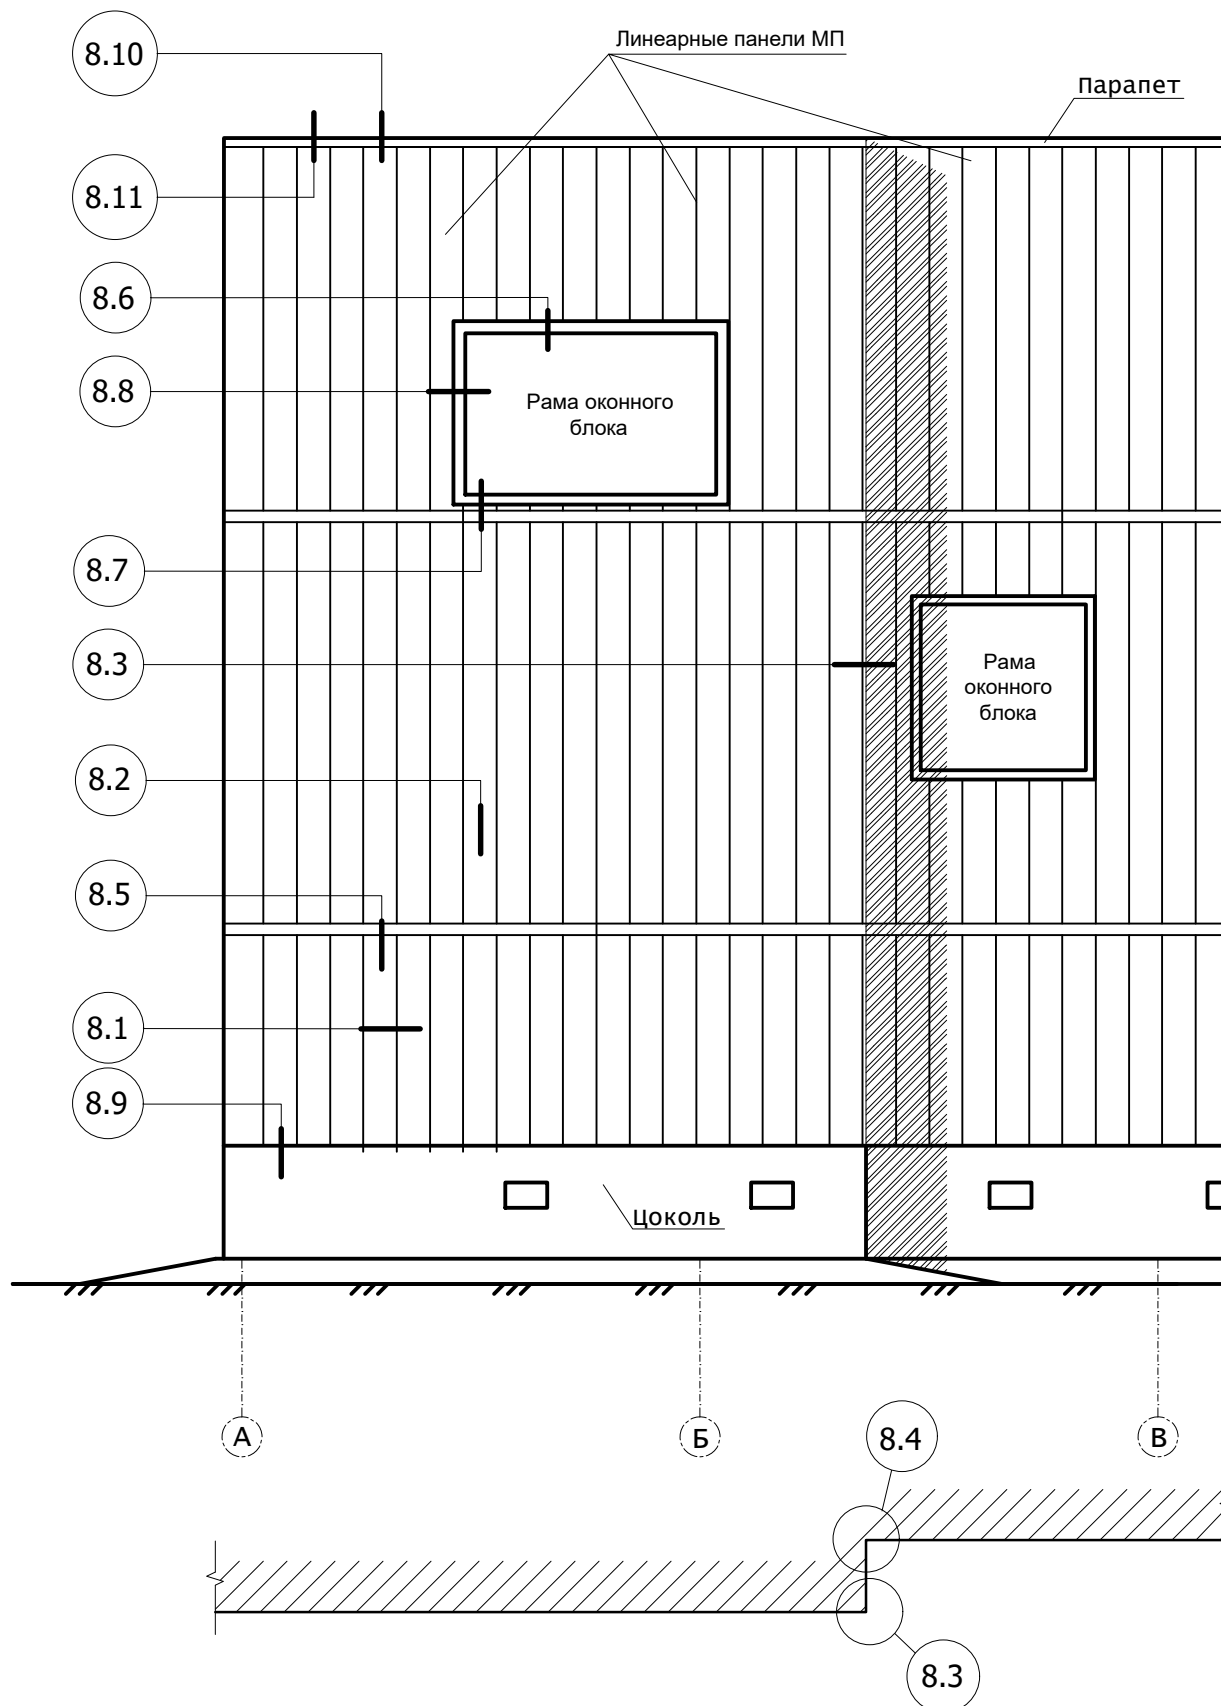 8.10
Линеарные панели МП
Парапет
8.11
8.6
8.8
Рама оконного
блока
8.7
8.3
Рама
оконного
блока
8.2
8.5
8.1
8.9
Цоколь
А
Б
В
8.4
8.3